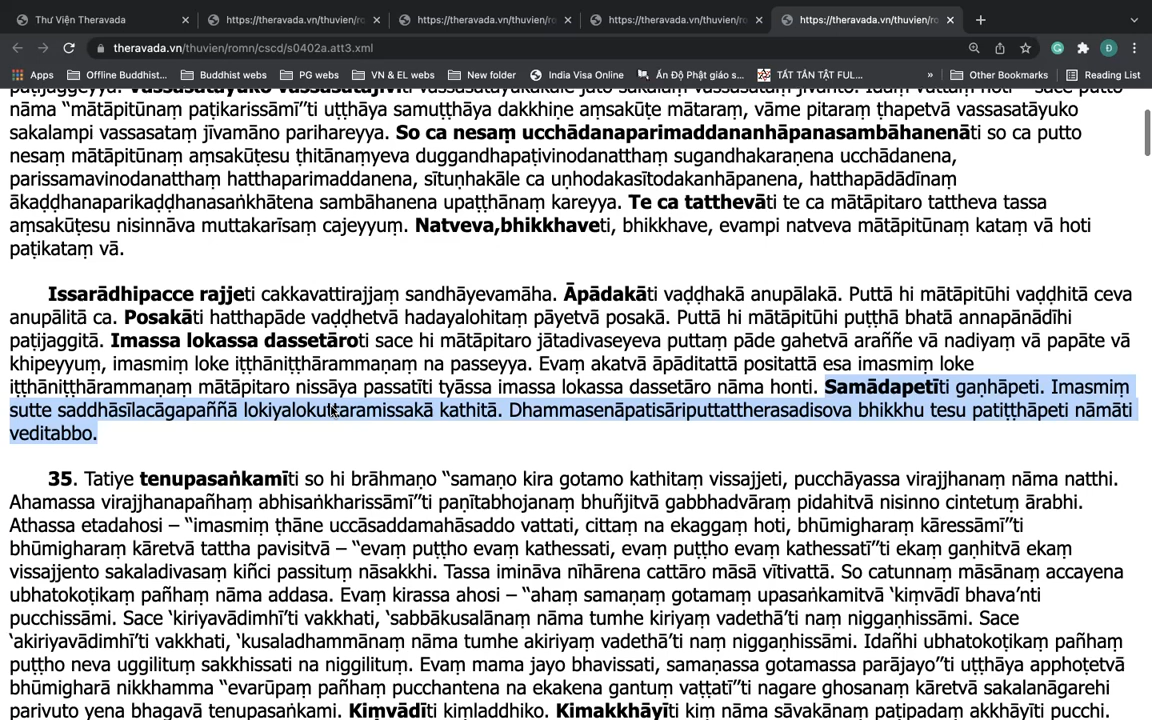 Thư Viện Theravada
https://theravada.vn/thuvien/ro
https://theravada.vn/thuvien/ro
https://theravada.vn/thuvien/ro
https://theravada.vn/thuvien/ro
theravada.vn/thuvien/romn/cscd/s0402a.att3.xml
Apps Offline Buddhist... Buddhist webs PG webs VN & EL webs New folder India Visa Online Ấn Độ Phật giáo s... TÁT TẦN TẬT FUL... » Other Bookmarks Reading List
nāma “mātāpitūnaṃ paṭikarissāmī”ti uṭṭhāya samuṭṭhāya dakkhiṇe aṃsakūṭe mātaraṃ, vāme pitaraṃ ṭhapetvā vassasatāyuko
sakalampi vassasataṃ jīvamāno parihareyya. So ca nesaṃ ucchādanaparimaddananhāpanasambāhanenāti so ca putto
nesaṃ mātāpitūnaṃ aṃsakūṭesu ṭhitānaṃyeva duggandhapaṭivinodanatthaṃ sugandhakaraṇena ucchādanena,
parissamavinodanatthaṃ hatthaparimaddanena, sītuṇhakāle ca uṇhodakasītodakanhāpanena, hatthapādādīnaṃ
ākaḍḍhanaparikaḍḍhanasaṅkhātena sambāhanena upaṭṭhānaṃ kareyya. Te ca tatthevāti te ca mātāpitaro tattheva tassa
aṃsakūṭesu nisinnāva muttakarīsaṃ cajeyyuṃ. Natveva,bhikkhaveti, bhikkhave, evampi natveva mātāpitūnaṃ kataṃ vā hoti
paṭikataṃ vā.
Issarādhipacce rajjeti cakkavattirajjaṃ sandhāyevamāha. Āpādakāti vaḍḍhakā anupālakā. Puttā hi mātāpitūhi vaḍḍhitā ceva
anupālitā ca. Posakāti hatthapāde vaḍḍhetvā hadayalohitaṃ pāyetvā posakā. Puttā hi mātāpitūhi puṭṭhā bhatā annapānādīhi
paṭijaggitā. Imassa lokassa dassetāroti sace hi mātāpitaro jātadivaseyeva puttaṃ pāde gahetvā araññe vā nadiyaṃ vā papāte vā
khipeyyuṃ, imasmiṃ loke iṭṭhāniṭṭhārammaṇaṃ na passeyya. Evaṃ akatvā āpāditattā positattā esa imasmiṃ loke
iṭṭhāniṭṭhārammaṇaṃ mātāpitaro nissāya passatīti tyāssa imassa lokassa dassetāro nāma honti. Samādapetīti gaṇhāpeti. Imasmiṃ
sutte saddhāsīlacāgapaññā lokiyalokuttaramissakā kathitā. Dhammasenāpatisāriputtattherasadisova bhikkhu tesu patiṭṭhāpeti nāmāti
veditabbo.
35. Tatiye tenupasaṅkamīti so hi brāhmaṇo “samaṇo kira gotamo kathitaṃ vissajjeti, pucchāyassa virajjhanaṃ nāma natthi.
Ahamassa virajjhanapañhaṃ abhisaṅkharissāmī”ti paṇītabhojanaṃ bhuñjitvā gabbhadvāraṃ pidahitvā nisinno cintetuṃ ārabhi.
Athassa etadahosi – “imasmiṃ ṭhāne uccāsaddamahāsaddo vattati, cittaṃ na ekaggaṃ hoti, bhūmigharaṃ kāressāmī”ti
bhūmigharaṃ kāretvā tattha pavisitvā – “evaṃ puṭṭho evaṃ kathessati, evaṃ puṭṭho evaṃ kathessatī”ti ekaṃ gaṇhitvā ekaṃ
vissajjento sakaladivasaṃ kiñci passituṃ nāsakkhi. Tassa imināva nīhārena cattāro māsā vītivattā. So catunnaṃ māsānaṃ accayena
ubhatokoṭikaṃ pañhaṃ nāma addasa. Evaṃ kirassa ahosi – “ahaṃ samaṇaṃ gotamaṃ upasaṅkamitvā ‘kiṃvādī bhava’nti
pucchissāmi. Sace ‘kiriyavādimhī’ti vakkhati, ‘sabbākusalānaṃ nāma tumhe kiriyaṃ vadethā’ti naṃ niggaṇhissāmi. Sace
‘akiriyavādimhī’ti vakkhati, ‘kusaladhammānaṃ nāma tumhe akiriyaṃ vadethā’ti naṃ niggaṇhissāmi. Idañhi ubhatokoṭikaṃ pañhaṃ
puṭṭho neva uggilituṃ sakkhissati na niggilituṃ. Evaṃ mama jayo bhavissati, samaṇassa gotamassa parājayo”ti uṭṭhāya apphoṭetvā
bhūmigharā nikkhamma “evarūpaṃ pañhaṃ pucchantena na ekakena gantuṃ vaṭṭatī”ti nagare ghosanaṃ kāretvā sakalanāgarehi
parivuto yena bhagavā tenupasaṅkami. Kiṃvādīti kiṃladdhiko. Kimakkhāyīti kiṃ nāma sāvakānaṃ paṭipadaṃ akkhāyīti pucchi.